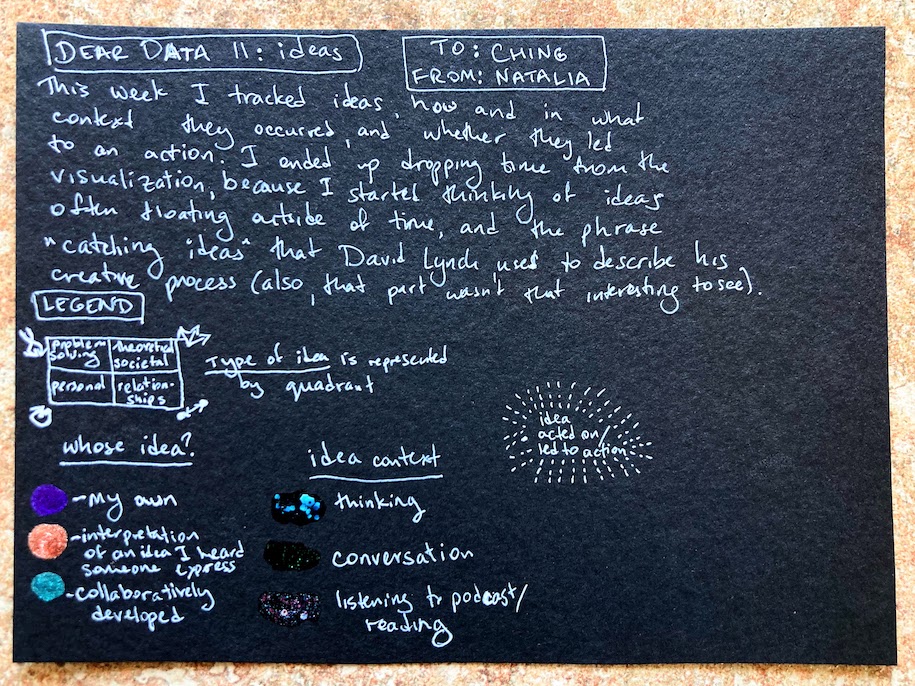 DEAR DATA 11: ideas
TO: CHING
FROM: NATALIA
This week I tracked ideas, how and in what
context they occurred, and whether they led
to an action. I ended up dropping time from the
visualization, because I started thinking of ideas
often floating outside of time, and the phrase
"catching ideas" that David Lynch used to describe his
creative process (also, that part wasn't that interesting to see).
LEGEND
problem
solving
theoretical
societal
personal
relation-
ships
Type of idea is represented
by quadrant
idea
acted on/
led to action
whose idea?
- My own
- interpretation
of an idea I heard
someone express
- collaboratively
developed
idea context
thinking
conversation
listening to podcast/
reading